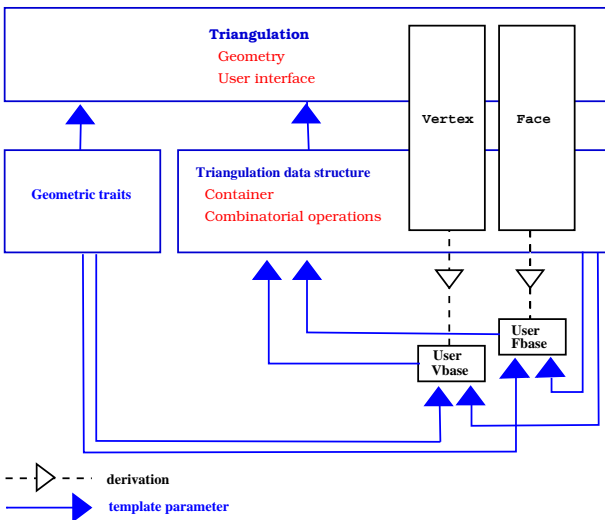 Triangulation
Geometry
User interface
Vertex
Face
Geometric traits
Triangulation data structure
Container
Combinatorial operations
User
Fbase
User
Vbase
derivation
template parameter